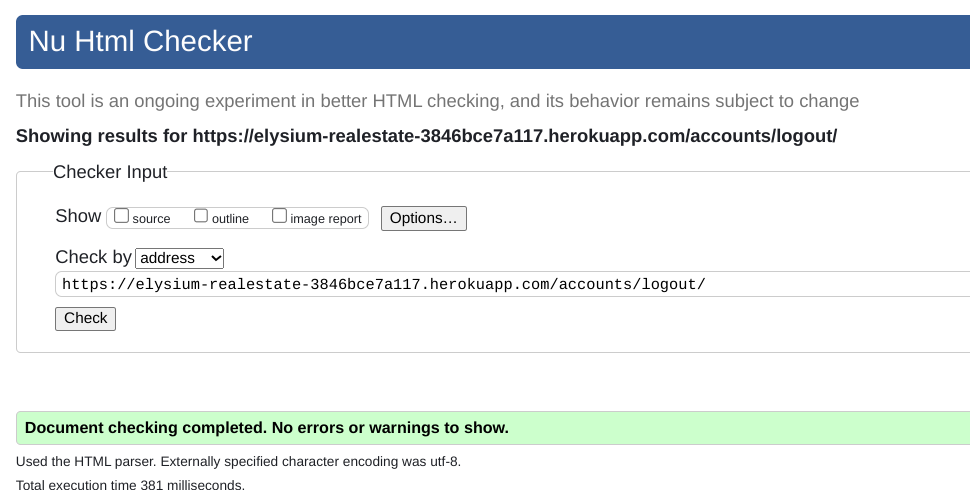 Nu Html Checker
This tool is an ongoing experiment in better HTML checking, and its behavior remains subject to change
Showing results for https://elysium-realestate-3846bce7a117.herokuapp.com/accounts/logout/
Checker Input
Show source outline image report Options...
Check by address
https://elysium-realestate-3846bce7a117.herokuapp.com/accounts/logout/
Check
Document checking completed. No errors or warnings to show.
Used the HTML parser. Externally specified character encoding was utf-8.
Total execution time 381 milliseconds.